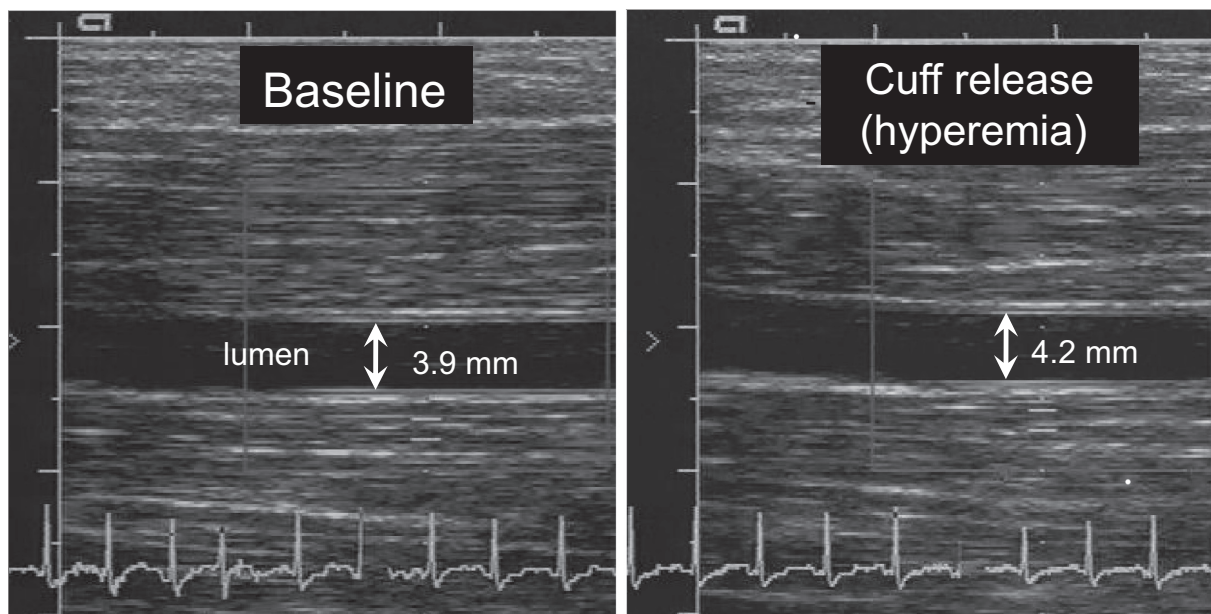 Baseline
lumen
3.9 mm
Cuff release
(hyperemia)
4.2 mm